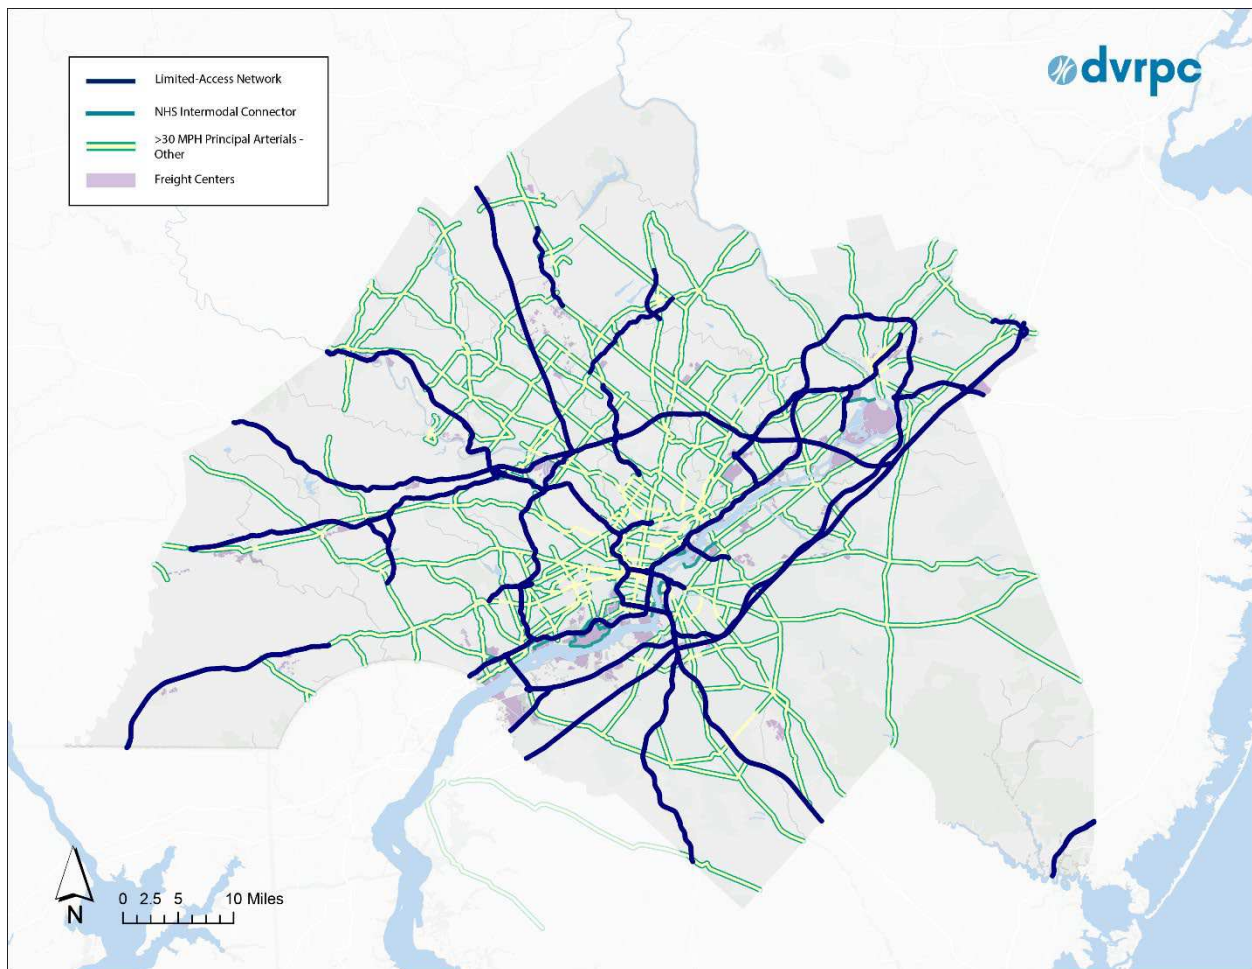 dvrpc
Limited-Access Network
NHS Intermodal Connector
>30 MPH Principal Arterials -
Other
Freight Centers
N
0 2.5 5 10 Miles